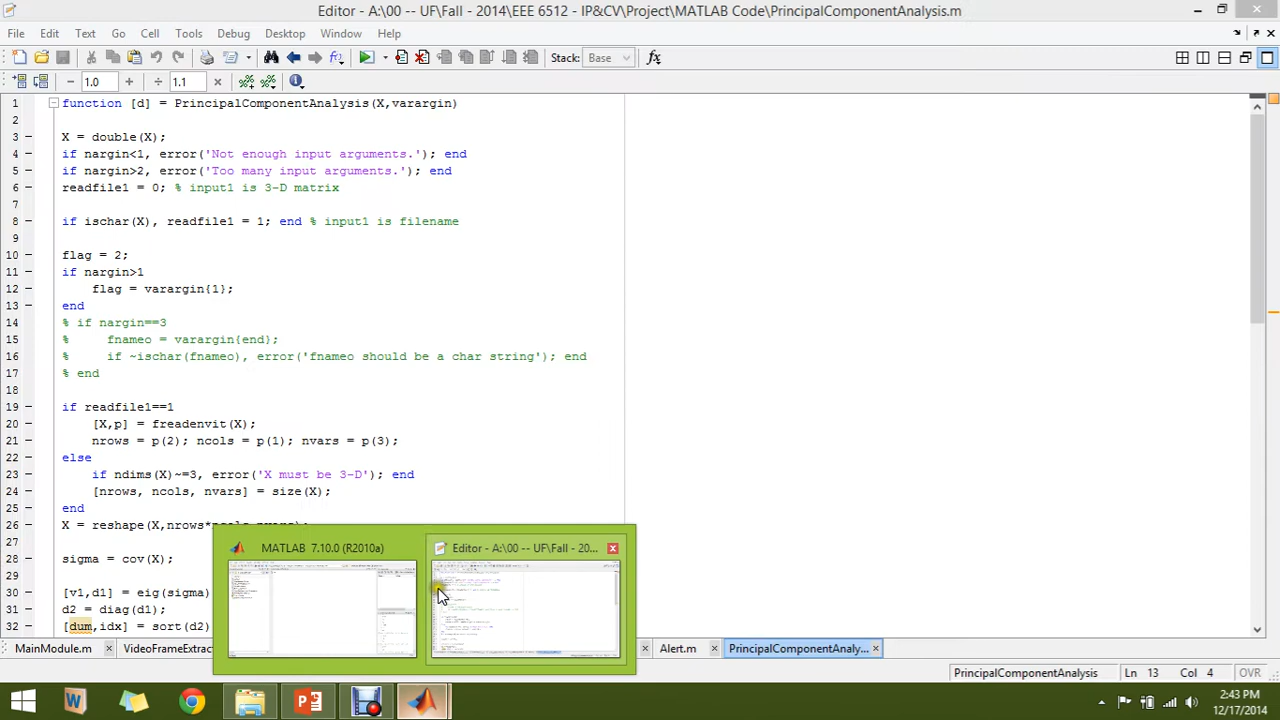 Editor - A:\00 -- UF\Fall - 2014\EEE 6512 - IP&CV\Project\MATLAB Code\PrincipalComponentAnalysis.m
File Edit Text Go Cell Tools Debug Desktop Window Help
Stack: Base fx
1.0 1.1
1 function [d] = PrincipalComponentAnalysis(X,varargin)
2
3 X = double(X);
4 if nargin<1, error('Not enough input arguments.'); end
5 if nargin>2, error('Too many input arguments.'); end
6 readfile1 = 0; % input1 is 3-D matrix
7
8 if ischar(X), readfile1 = 1; end % input1 is filename
9
10 flag = 2;
11 if nargin>1
12 flag = varargin{1};
13 end
14 % if nargin==3
15 % fnameo = varargin{end};
16 % if ~ischar(fnameo), error('fnameo should be a char string'); end
17 % end
18
19 if readfile1==1
20 [X,p] = freadenvit(X);
21 nrows = p(2); ncols = p(1); nvars = p(3);
22 else
23 if ndims(X)~=3, error('X must be 3-D'); end
24 [nrows, ncols, nvars] = size(X);
25 end
26 X = reshape(X,nrows*ncols,nvars);
27
28 sigma = cov(X);
29
30 [v1,d1] = eig(sigma)
31 d2 = diag(d1);
32 [dum,idx] = sort(d2)
MATLAB 7.10.0 (R2010a)
Editor - A:\00 -- UF\Fall - 20...
MainModule.m VideoFrameExtrac Alert.m PrincipalComponentAnaly...
PrincipalComponentAnalysis Ln 13 Col 4 OVR
2:43 PM
12/17/2014